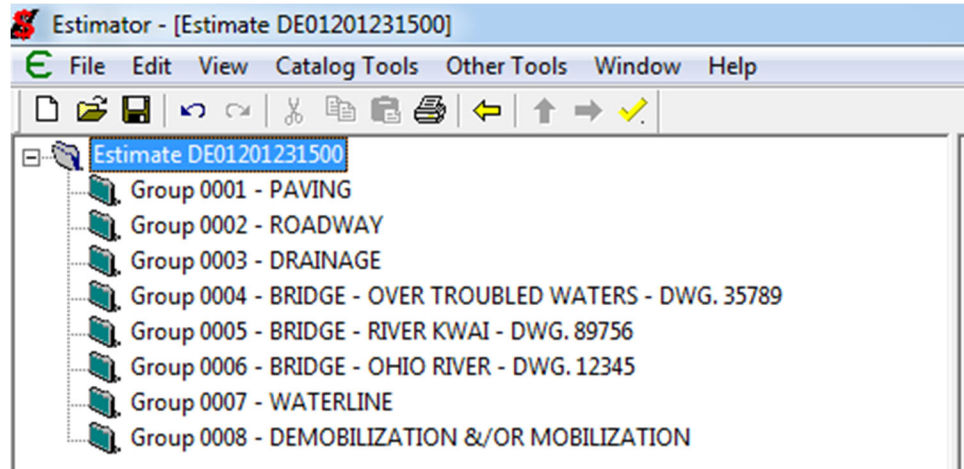 Estimator - [Estimate DE01201231500]
File Edit View Catalog Tools Other Tools Window Help
Estimate DE01201231500
Group 0001 - PAVING
Group 0002 - ROADWAY
Group 0003 - DRAINAGE
Group 0004 - BRIDGE - OVER TROUBLED WATERS - DWG. 35789
Group 0005 - BRIDGE - RIVER KWAI - DWG. 89756
Group 0006 - BRIDGE - OHIO RIVER - DWG. 12345
Group 0007 - WATERLINE
Group 0008 - DEMOBILIZATION &/OR MOBILIZATION